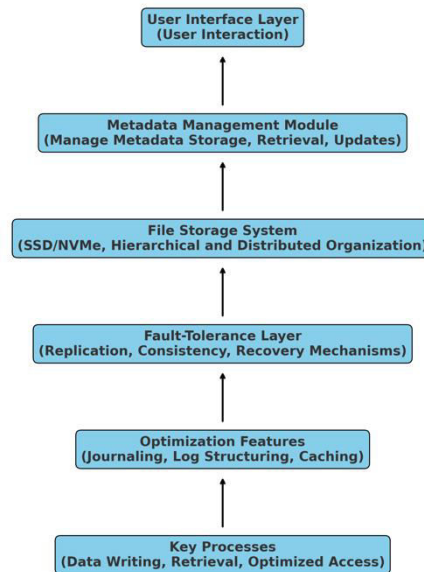 User Interface Layer
(User Interaction)
Metadata Management Module
(Manage Metadata Storage, Retrieval, Updates)
File Storage System
(SSD/NVMe, Hierarchical and Distributed Organization)
Fault-Tolerance Layer
(Replication, Consistency, Recovery Mechanisms)
Optimization Features
(Journaling, Log Structuring, Caching)
Key Processes
(Data Writing, Retrieval, Optimized Access)